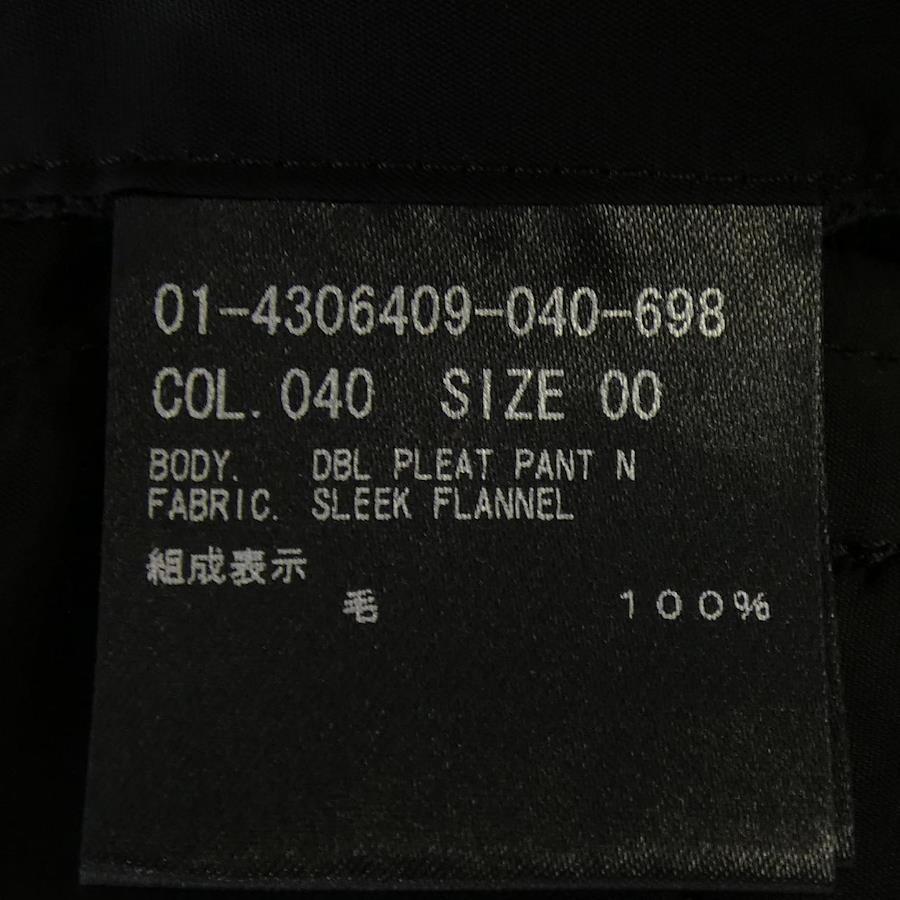 01-4306409-040-698
COL. 040 SIZE 00
BODY. DBL PLEAT PANT N
FABRIC. SLEEK FLANNEL
組成表示
毛 100%